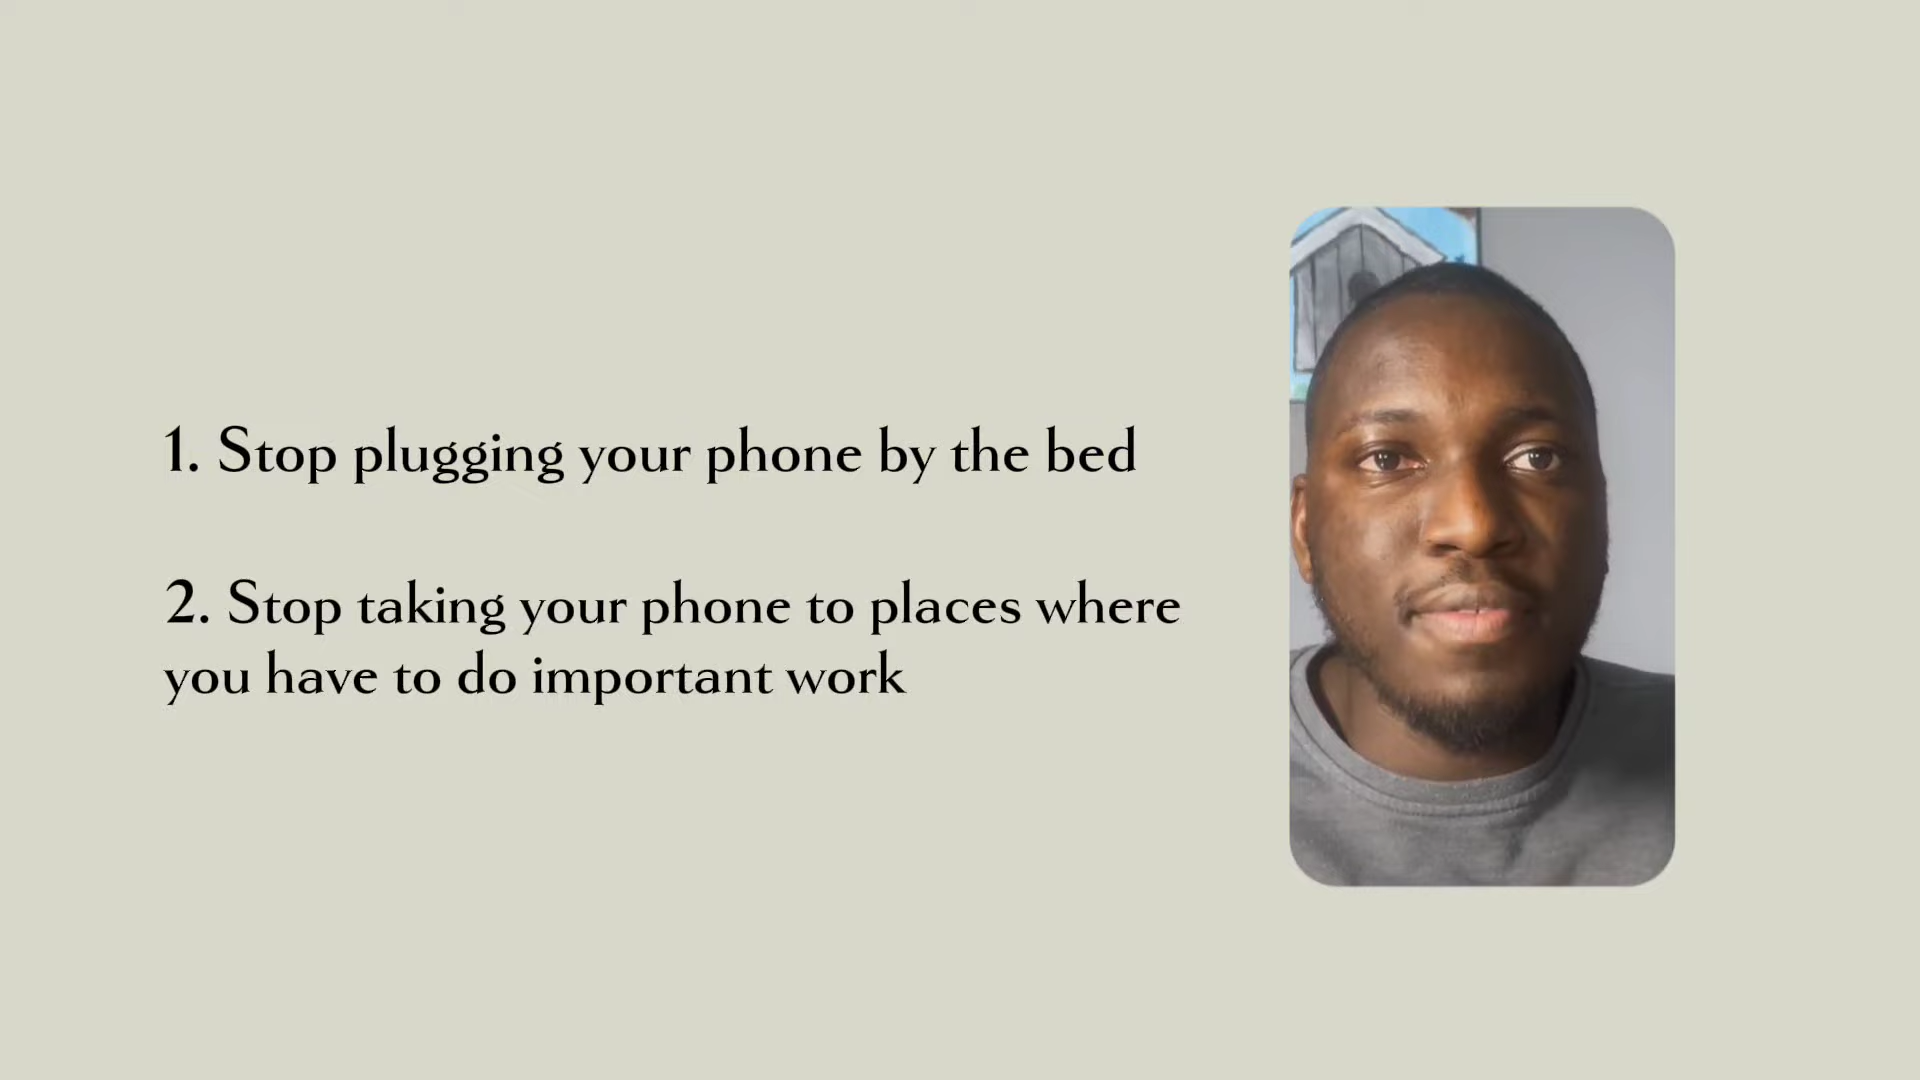 1. Stop plugging your phone by the bed
2. Stop taking your phone to places where
you have to do important work